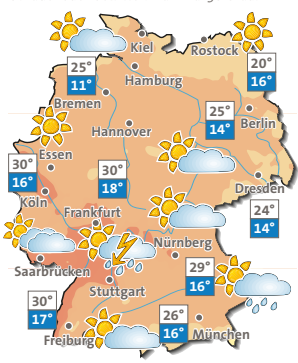 Kiel
Rostock
25°
11°
20°
16°
Hamburg
Bremen
25°
14°
Berlin
Hannover
Essen
30°
16°
30°
18°
Dresden
Köln
24°
14°
Frankfurt
Nürnberg
Saarbrücken
29°
16°
Stuttgart
30°
17°
26°
16°
München
Freiburg